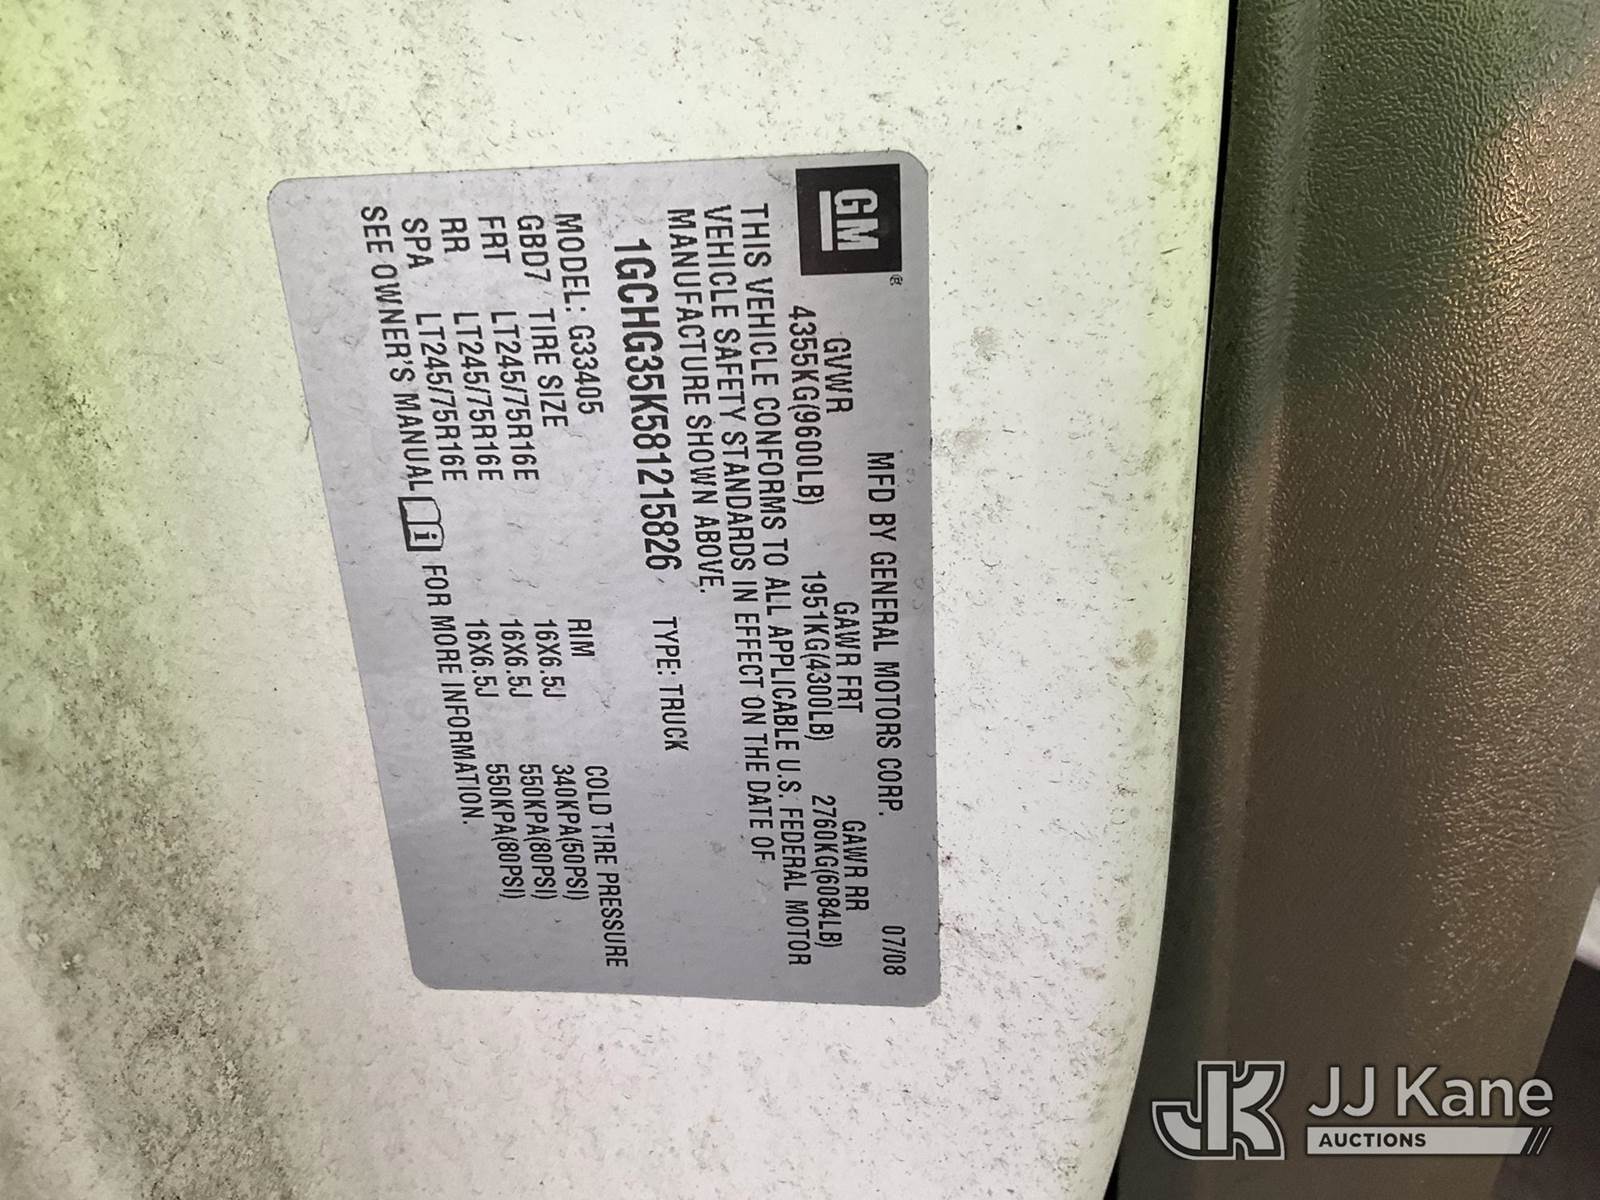 GM®
MFD BY GENERAL MOTORS CORP. 07/08
GVWR GAWR FRT GAWR RR
4355KG(9600LB) 1951KG(4300LB) 2760KG(6084LB)
THIS VEHICLE CONFORMS TO ALL APPLICABLE U.S. FEDERAL MOTOR
VEHICLE SAFETY STANDARDS IN EFFECT ON THE DATE OF
MANUFACTURE SHOWN ABOVE.
1GCHG35K581215826 TYPE: TRUCK
MODEL: G33405
GBD7 TIRE SIZE RIM COLD TIRE PRESSURE
FRT LT245/75R16E 16X6.5J 340KPA(50PSI)
RR LT245/75R16E 16X6.5J 550KPA(80PSI)
SPA LT245/75R16E 16X6.5J 550KPA(80PSI)
SEE OWNER'S MANUAL FOR MORE INFORMATION.
JK JJ Kane
AUCTIONS